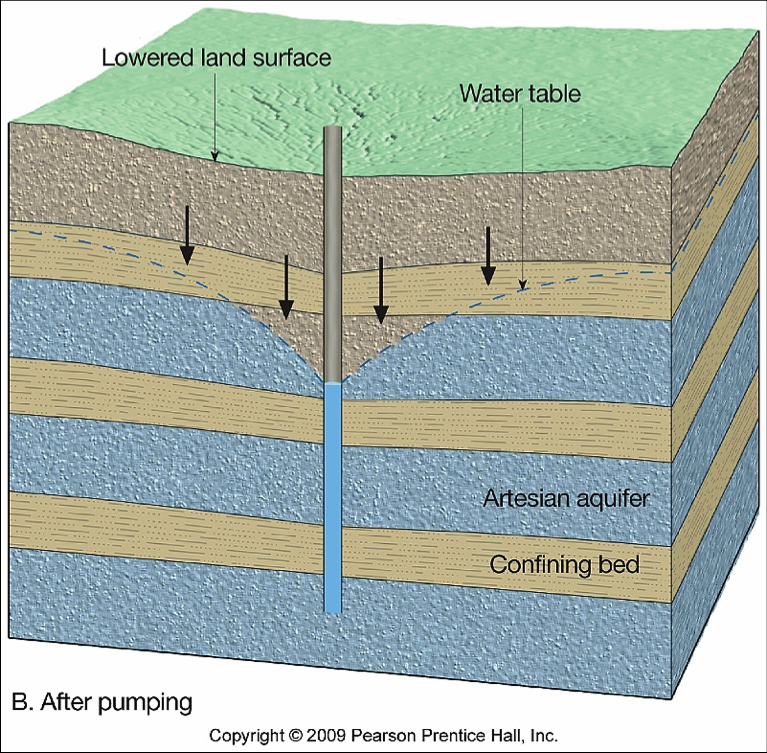 Lowered land surface
Water table
Artesian aquifer
Confining bed
B. After pumping
Copyright © 2009 Pearson Prentice Hall, Inc.